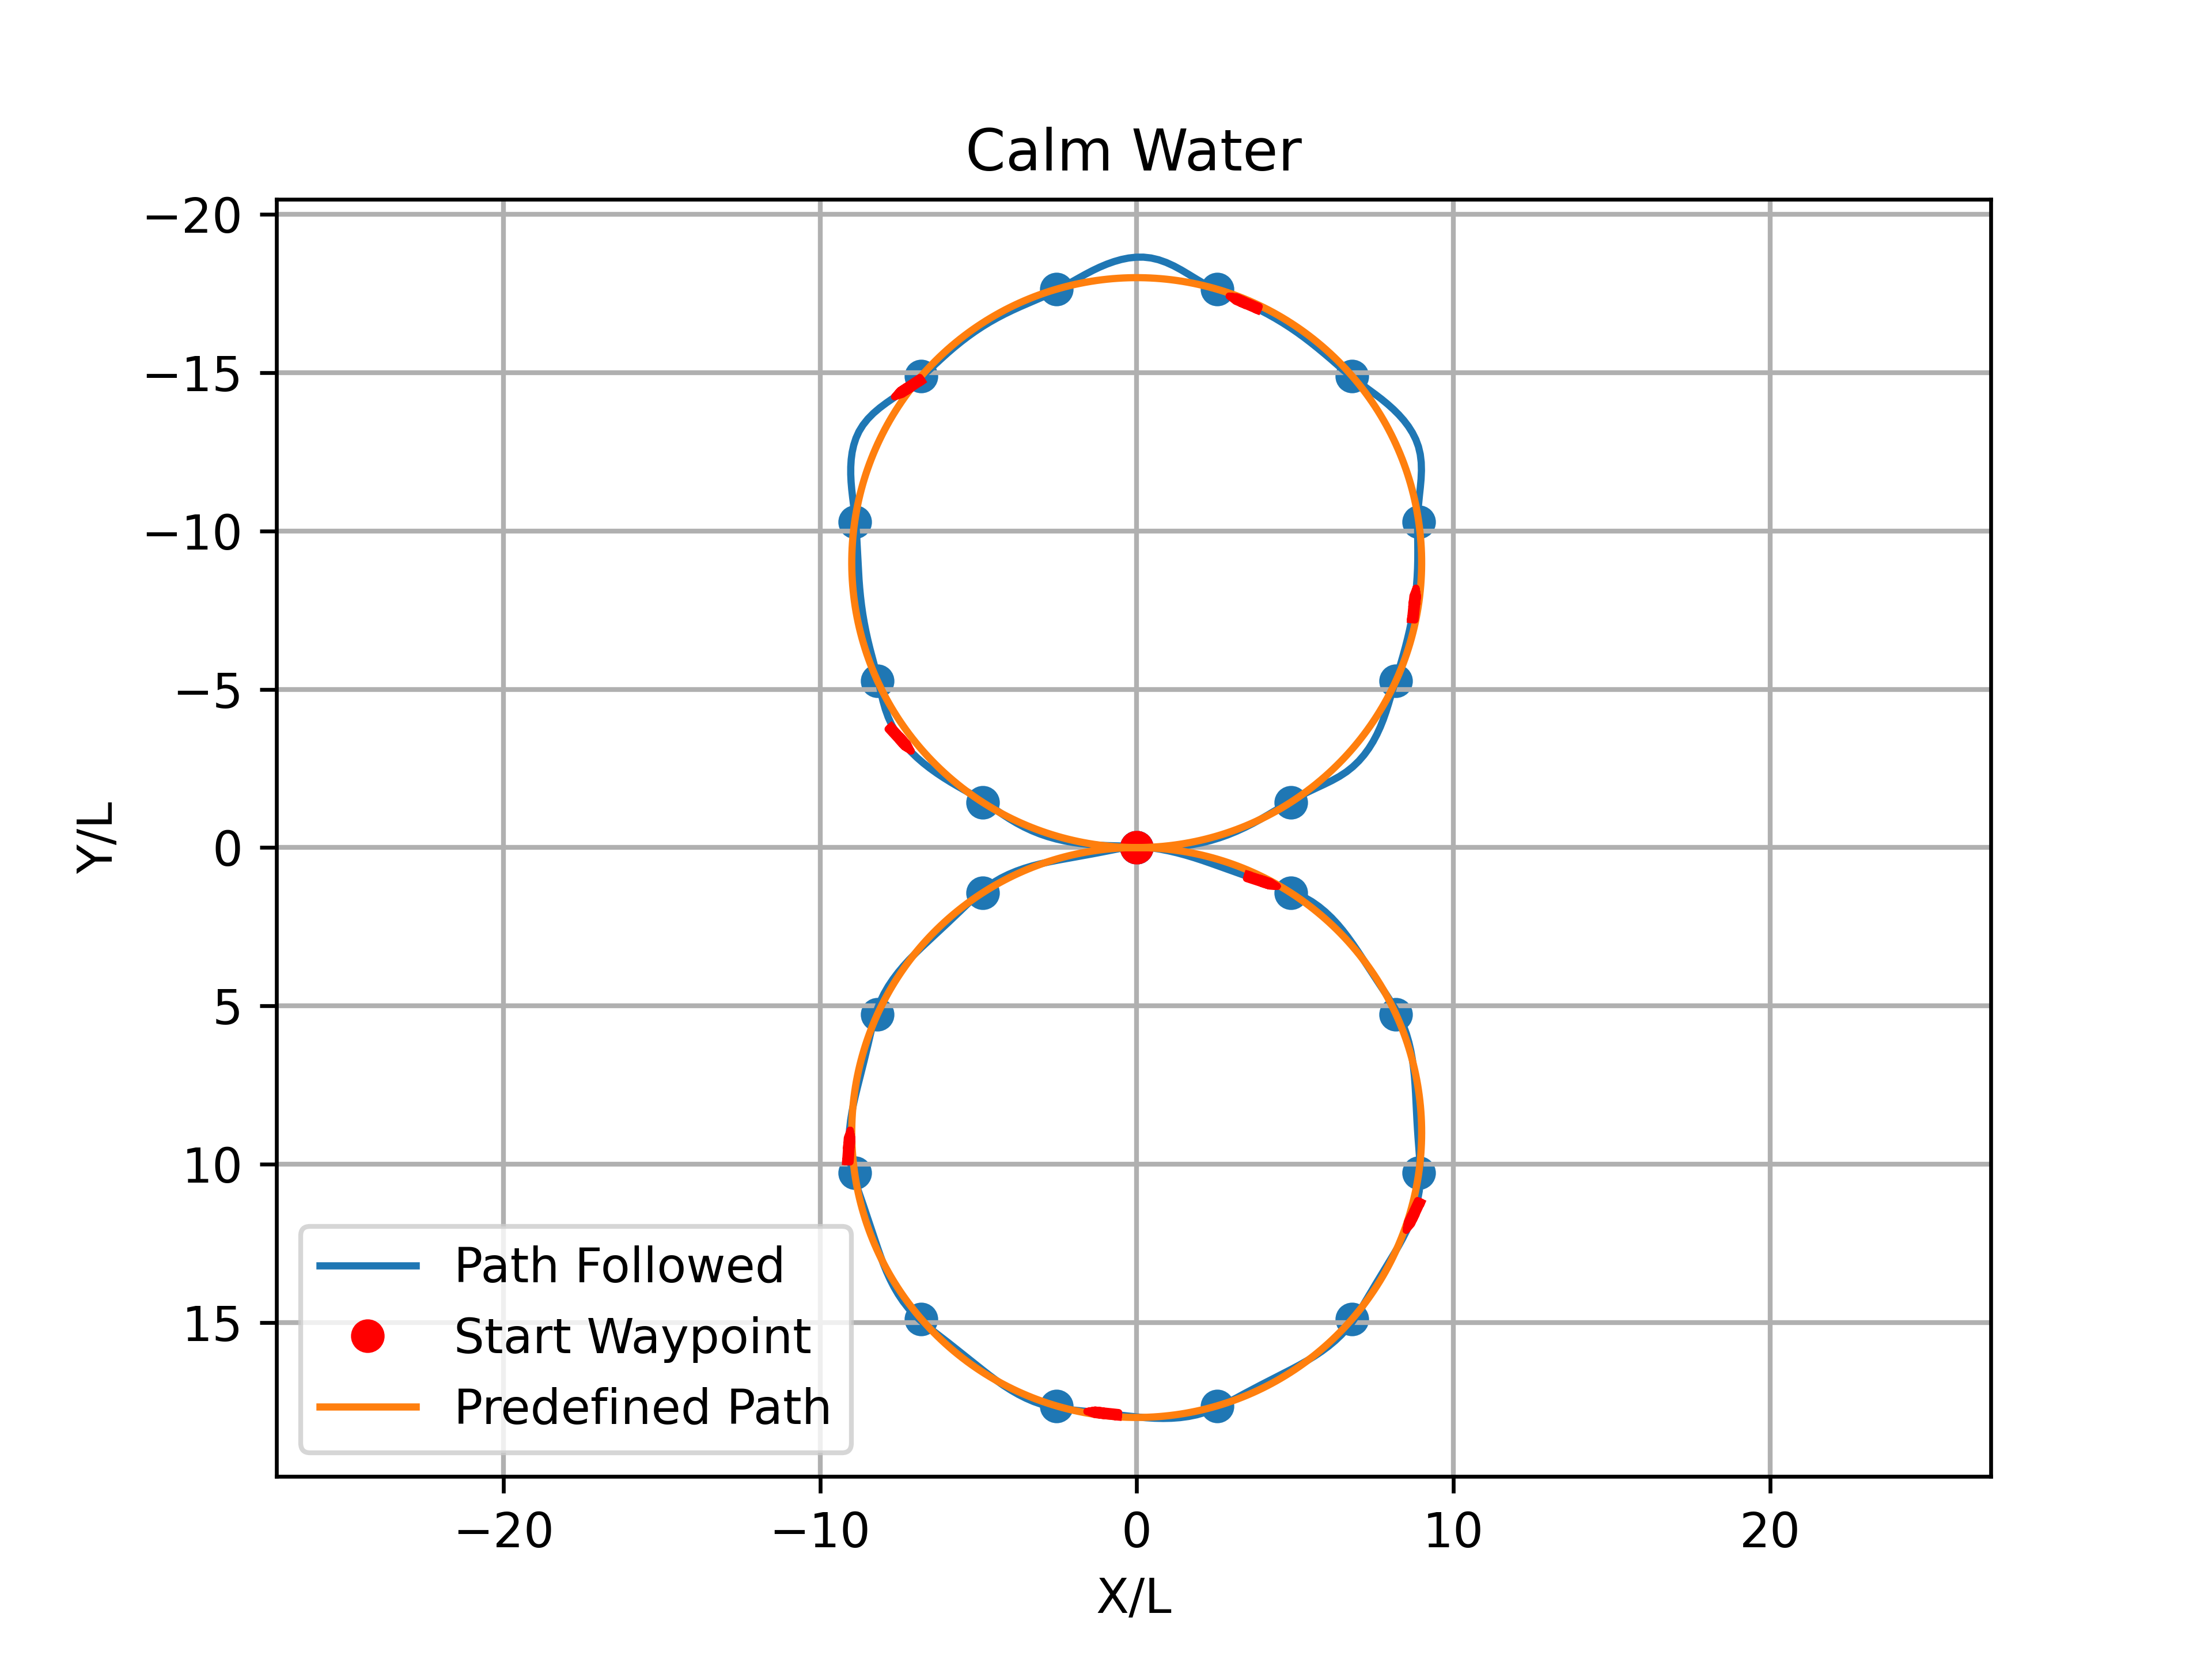 Calm Water
−20
−15
−10
−5
0
5
10
15
Y/L
Path Followed
Start Waypoint
Predefined Path
−20 −10 0 10 20
X/L